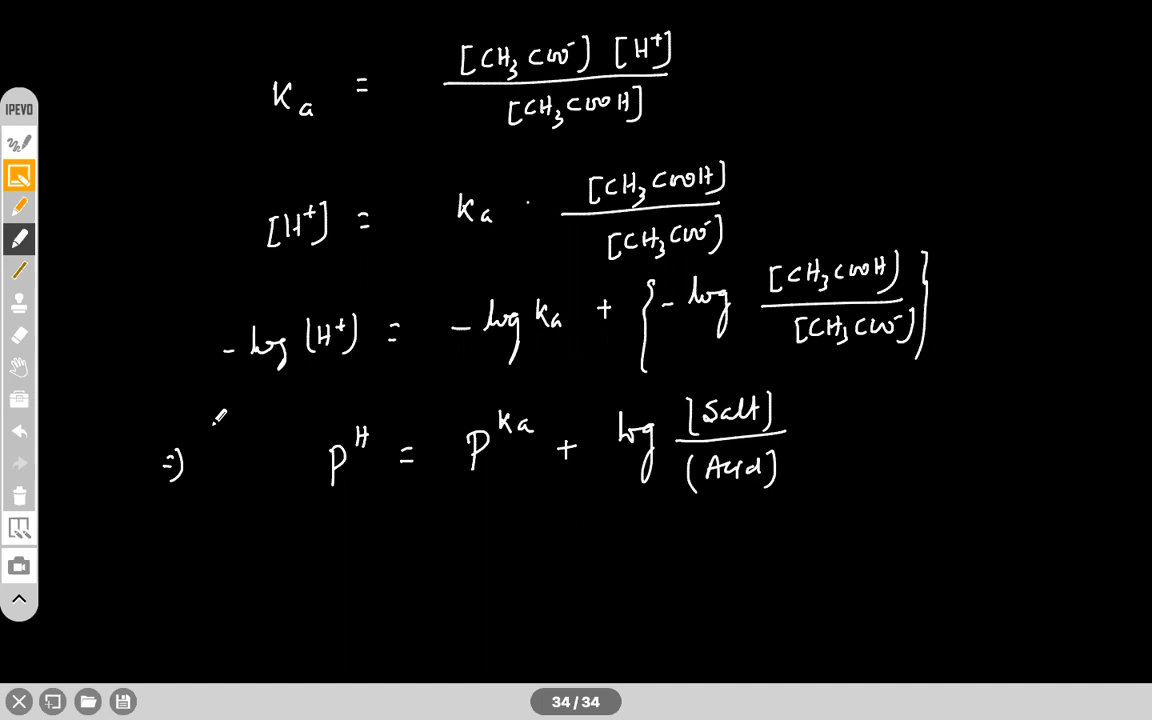 Ka = [CH3COO-] [H+] / [CH3COOH]
IPEVO
[H+] = Ka · [CH3COOH] / [CH3COO-]
- log [H+] = - log Ka + { - log [CH3COOH] / [CH3COO-] }
=) pH = pKa + log [Salt] / (Acid]
34 / 34